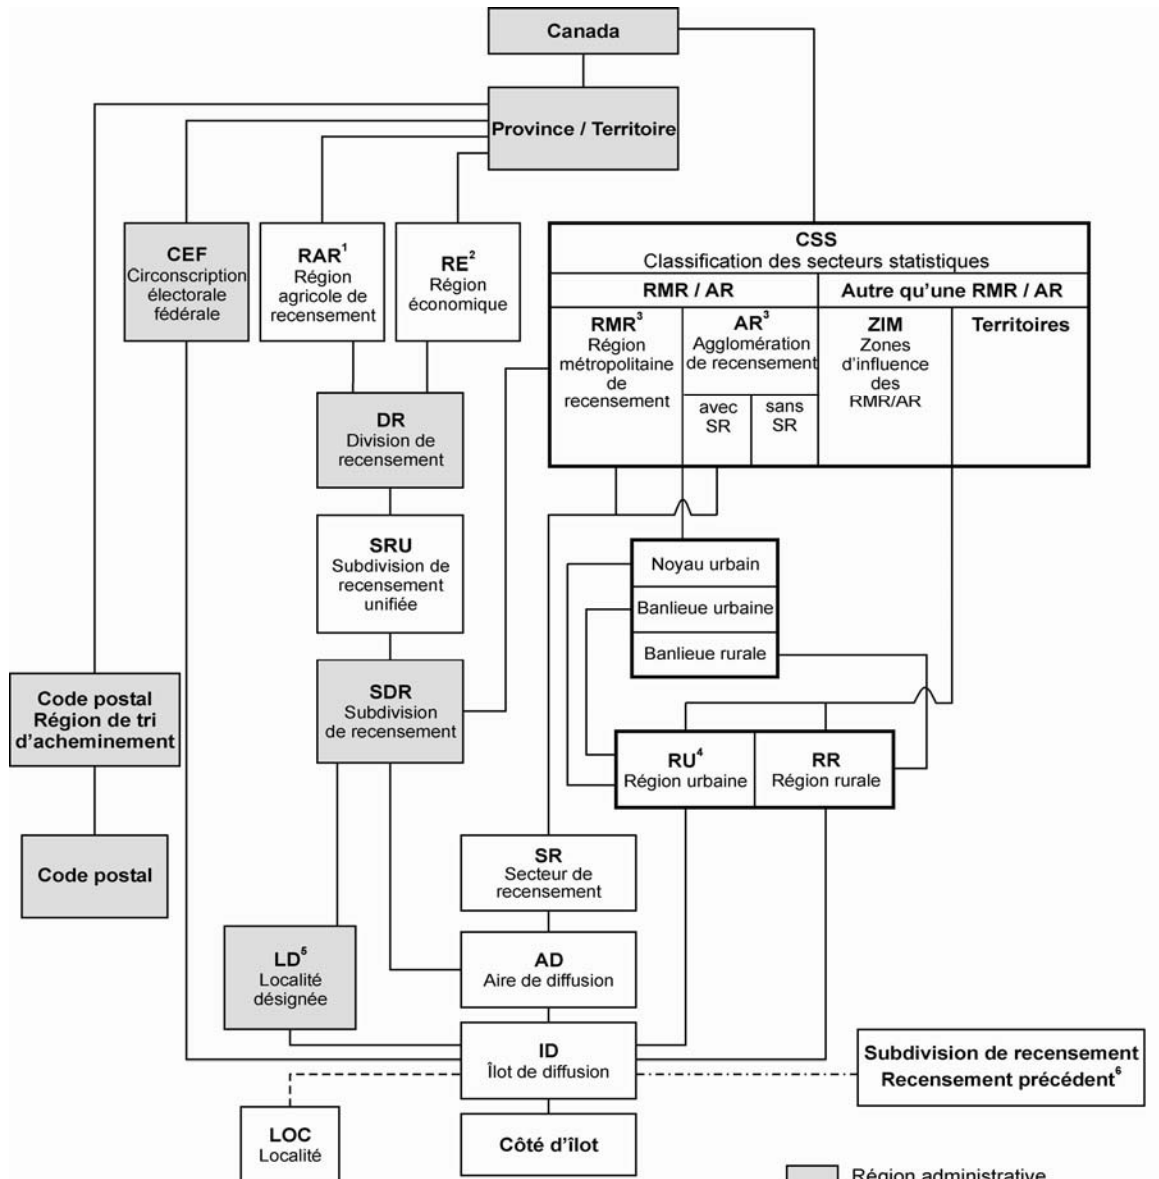 Canada
Province / Territoire
CEF
Circonscription
électorale
fédérale
RAR¹
Région
agricole de
recensement
RE²
Région
économique
CSS
Classification des secteurs statistiques
RMR / AR
Autre qu'une RMR / AR
RMR³
Région
métropolitaine
de
recensement
AR³
Agglomération
de recensement
avec
SR
sans
SR
ZIM
Zones
d'influence
des
RMR/AR
Territoires
DR
Division de
recensement
SRU
Subdivision de
recensement
unifiée
Noyau urbain
Banlieue urbaine
Banlieue rurale
SDR
Subdivision
de recensement
Code postal
Région de tri
d'acheminement
RU⁴
Région urbaine
RR
Région rurale
Code postal
SR
Secteur de
recensement
LD⁵
Localité
désignée
AD
Aire de diffusion
ID
Îlot de diffusion
Subdivision de recensement
Recensement précédent⁶
LOC
Localité
Côté d'îlot
Région administrative